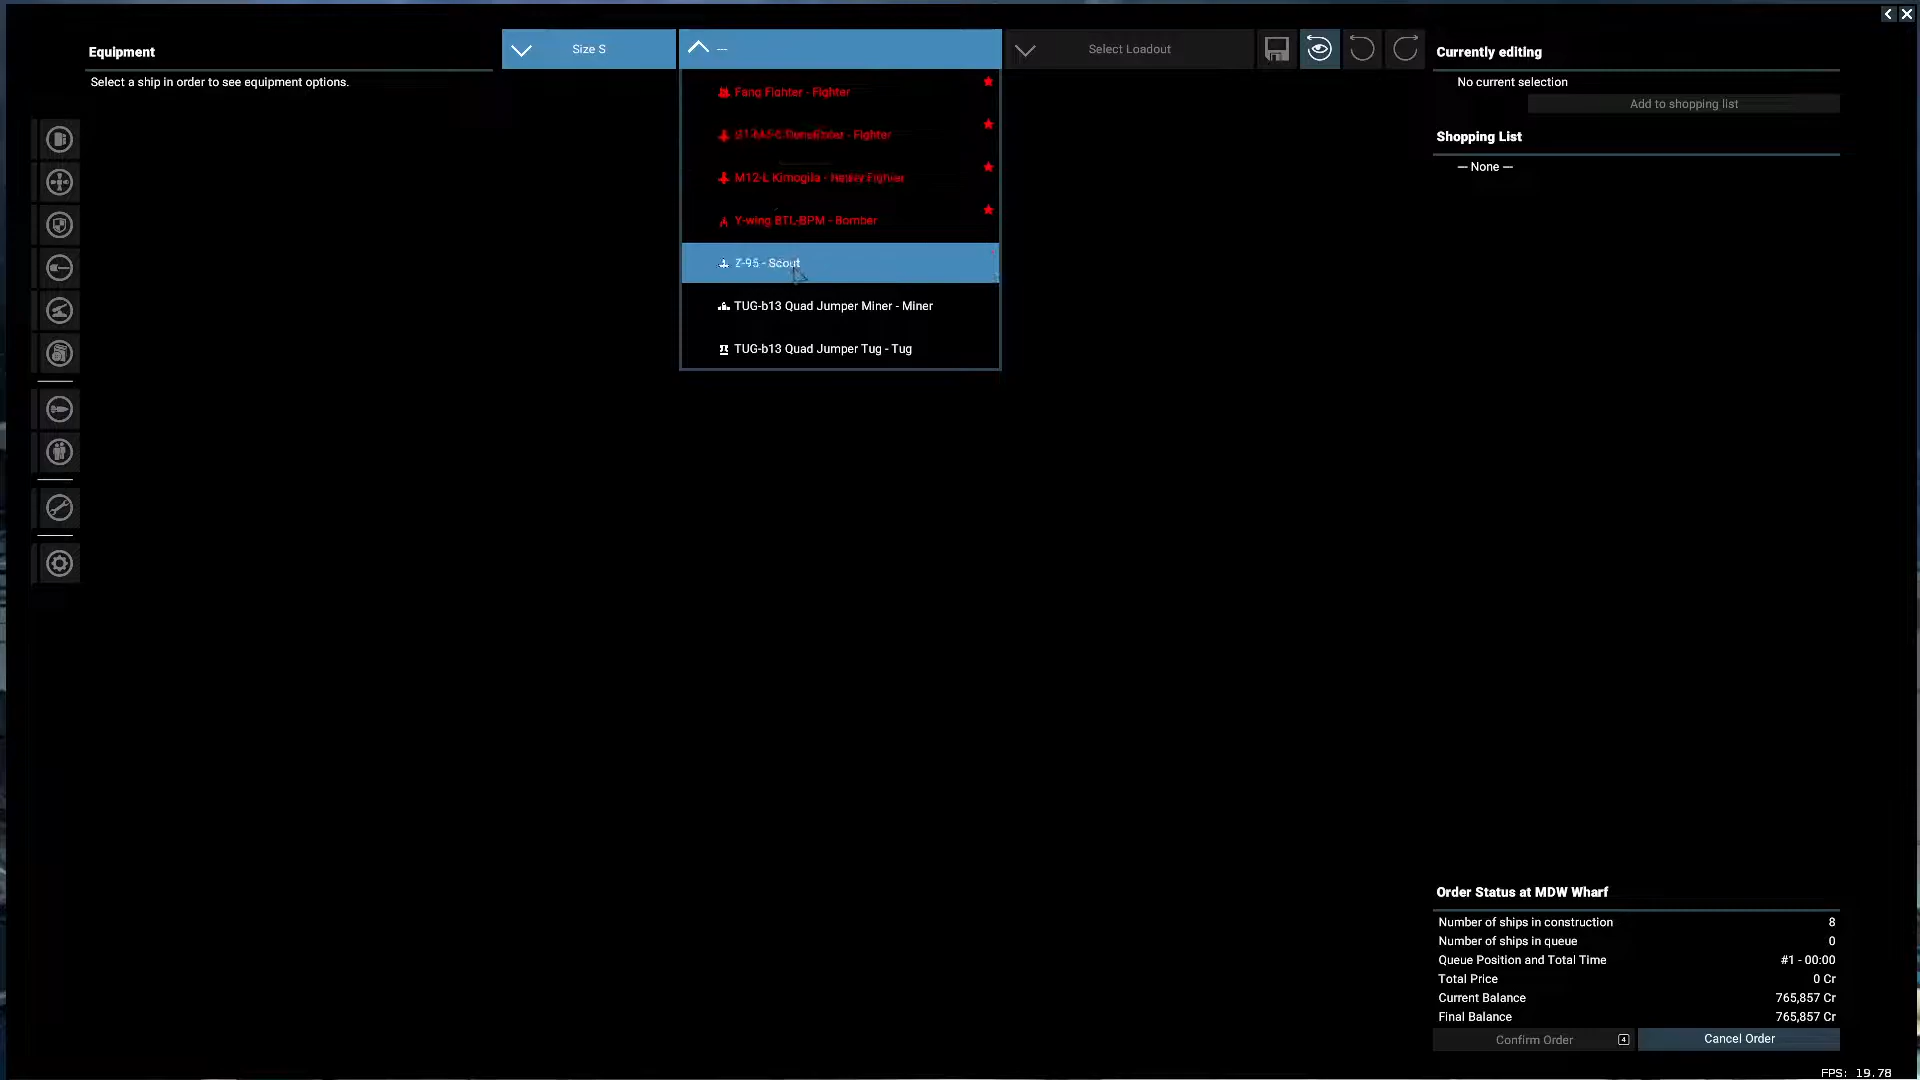 Equipment
Select a ship in order to see equipment options.
Size S
—
Select Loadout
Fang Fighter - Fighter
- Fighter
M12-L Kimogila - Heavy Fighter
Y-wing BTL-BPM - Bomber
Z-95 - Scout
TUG-b13 Quad Jumper Miner - Miner
TUG-b13 Quad Jumper Tug - Tug
Currently editing
No current selection
Add to shopping list
Shopping List
— None —
Order Status at MDW Wharf
Number of ships in construction 8
Number of ships in queue 0
Queue Position and Total Time #1 - 00:00
Total Price 0 Cr
Current Balance 765,857 Cr
Final Balance 765,857 Cr
Confirm Order 4
Cancel Order
FPS: 19.78